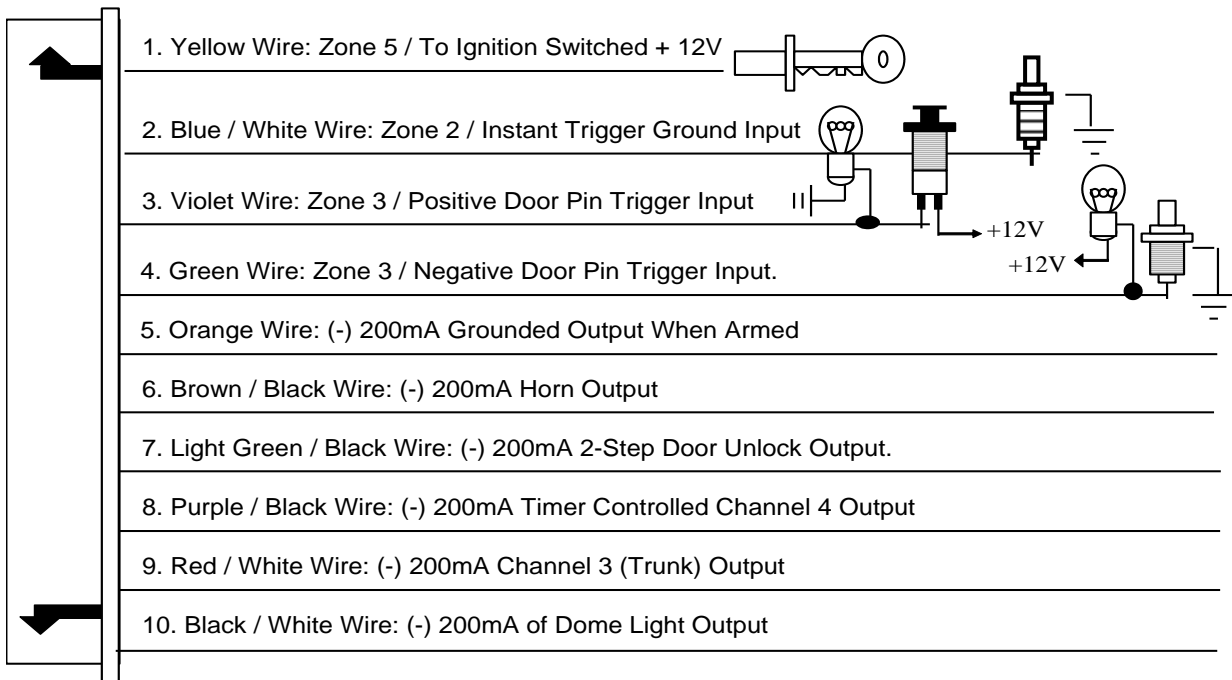 1. Yellow Wire: Zone 5 / To Ignition Switched + 12V
2. Blue / White Wire: Zone 2 / Instant Trigger Ground Input
3. Violet Wire: Zone 3 / Positive Door Pin Trigger Input
+12V
+12V
4. Green Wire: Zone 3 / Negative Door Pin Trigger Input.
5. Orange Wire: (-) 200mA Grounded Output When Armed
6. Brown / Black Wire: (-) 200mA Horn Output
7. Light Green / Black Wire: (-) 200mA 2-Step Door Unlock Output.
8. Purple / Black Wire: (-) 200mA Timer Controlled Channel 4 Output
9. Red / White Wire: (-) 200mA Channel 3 (Trunk) Output
10. Black / White Wire: (-) 200mA of Dome Light Output